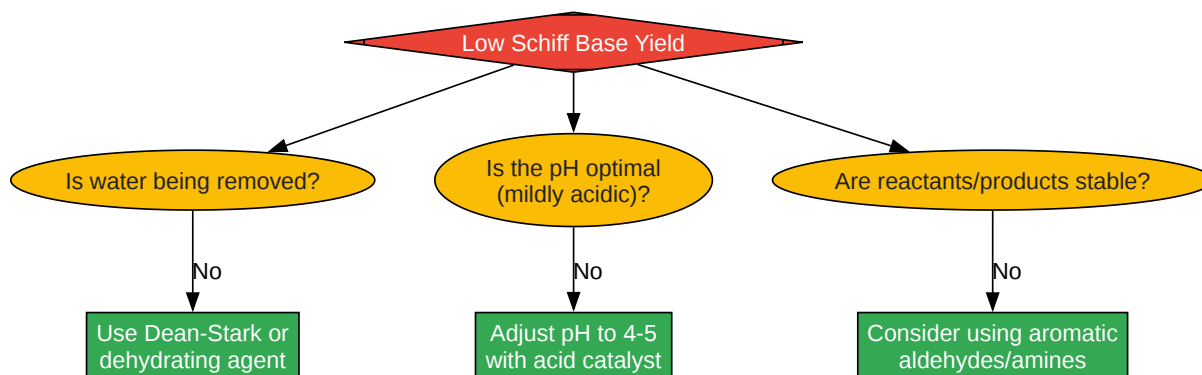 Low Schiff Base Yield
Is water being removed?
Is the pH optimal
(mildly acidic)?
Are reactants/products stable?
No
No
No
Use Dean-Stark or
dehydrating agent
Adjust pH to 4-5
with acid catalyst
Consider using aromatic
aldehydes/amines